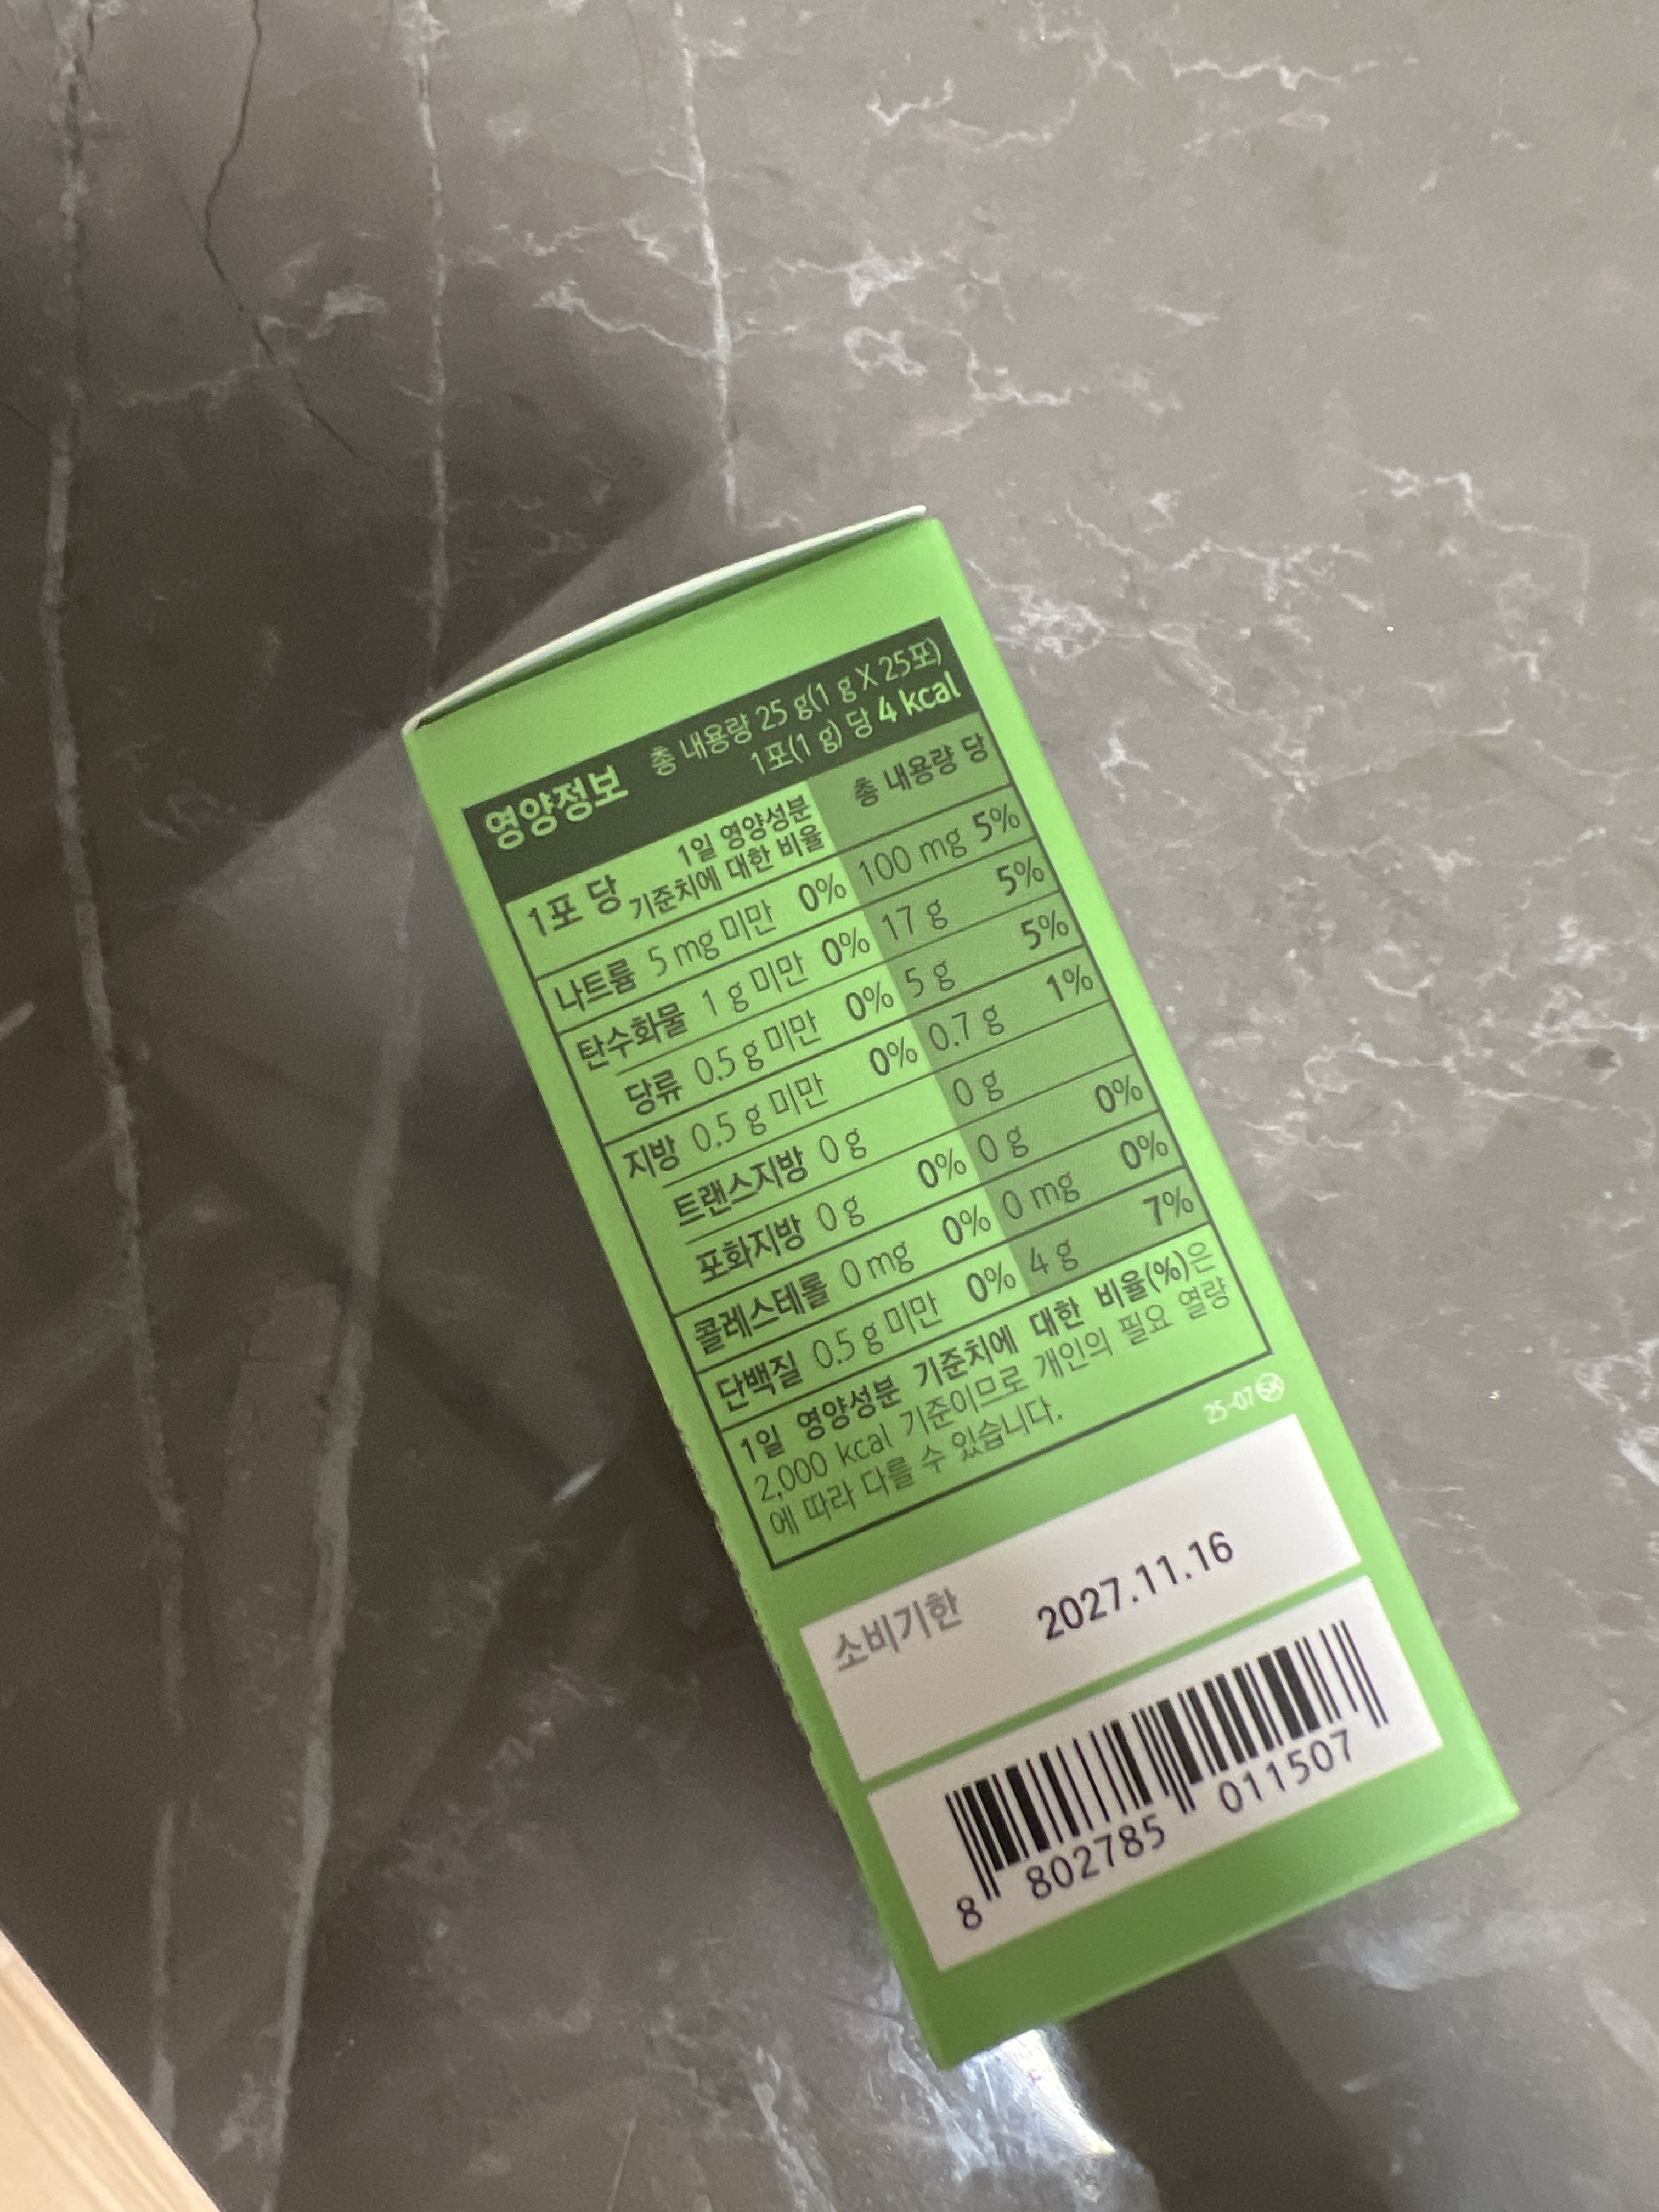 영양정보 총 내용량 25 g(1 g X 25포)
1포(1 g) 당 4 kcal
1포 당 1일 영양성분 기준치에 대한 비율 총 내용량 당
나트륨 5 mg 미만 0% 100 mg 5%
탄수화물 1 g 미만 0% 17 g 5%
당류 0.5 g 미만 0% 5 g 5%
지방 0.5 g 미만 0% 0.7 g 1%
트랜스지방 0 g 0 g
포화지방 0 g 0% 0 g 0%
콜레스테롤 0 mg 0% 0 mg 0%
단백질 0.5 g 미만 0% 4 g 7%
1일 영양성분 기준치에 대한 비율(%)은
2,000 kcal 기준이므로 개인의 필요 열량
에 따라 다를 수 있습니다.
25-07
소비기한 2027.11.16
8 802785 011507